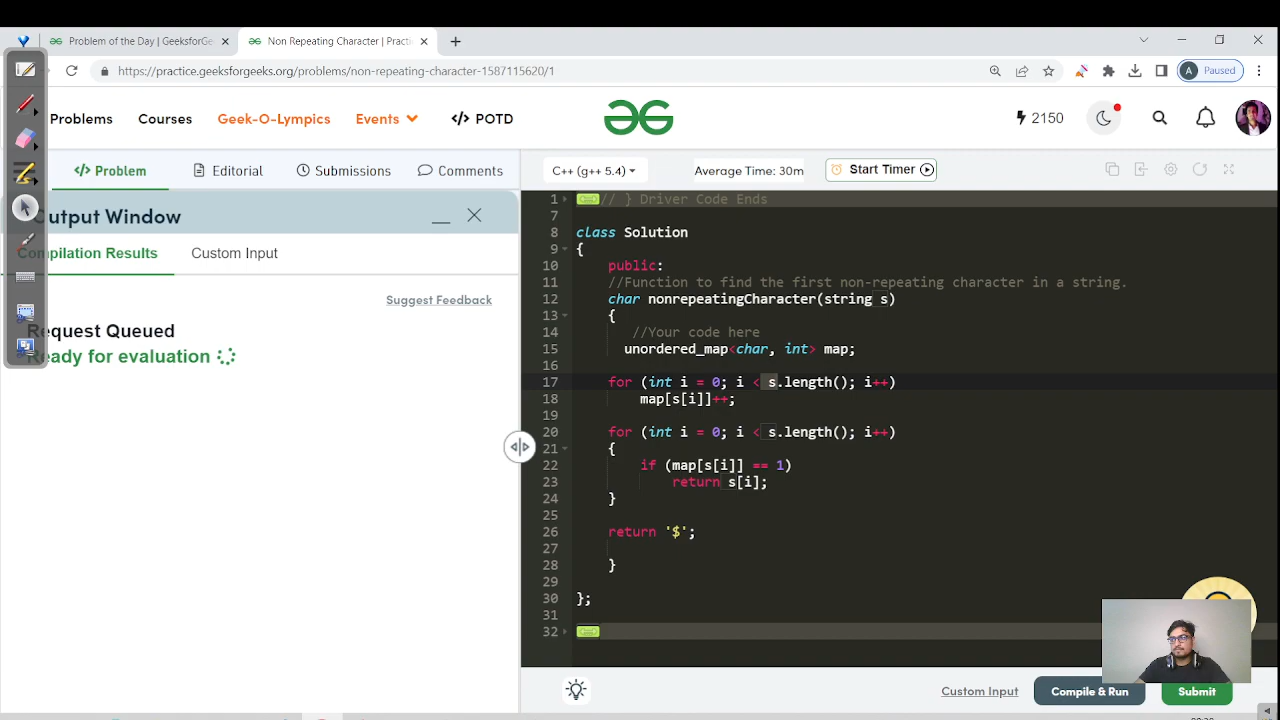 Problem of the Day | GeeksforGe
Non Repeating Character | Practi
https://practice.geeksforgeeks.org/problems/non-repeating-character-1587115620/1
A Paused
Problems
Courses
Geek-O-Lympics
Events
</> POTD
2150
</> Problem
Editorial
Submissions
Comments
C++ (g++ 5.4)
Average Time: 30m
Start Timer
Output Window
Compilation Results
Custom Input
Suggest Feedback
Request Queued
Ready for evaluation
1 // } Driver Code Ends
7
8 class Solution
9 {
10 public:
11 //Function to find the first non-repeating character in a string.
12 char nonrepeatingCharacter(string s)
13 {
14 //Your code here
15 unordered_map<char, int> map;
16
17 for (int i = 0; i < s.length(); i++)
18 map[s[i]]++;
19
20 for (int i = 0; i < s.length(); i++)
21 {
22 if (map[s[i]] == 1)
23 return s[i];
24 }
25
26 return '$';
27
28 }
29
30 };
31
32
Custom Input
Compile & Run
Submit